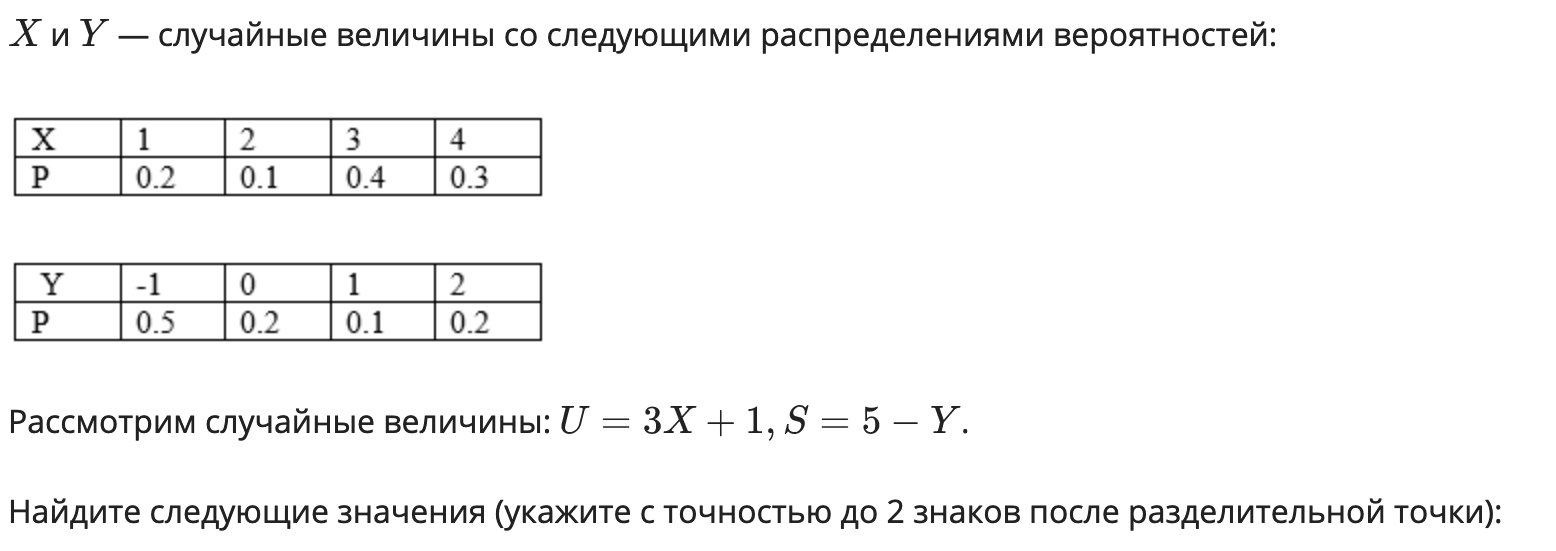 X и Y — случайные величины со следующими распределениями вероятностей:
X 1 2 3 4
P 0.2 0.1 0.4 0.3
Y -1 0 1 2
P 0.5 0.2 0.1 0.2
Рассмотрим случайные величины: U = 3X + 1, S = 5 − Y.
Найдите следующие значения (укажите с точностью до 2 знаков после разделительной точки):